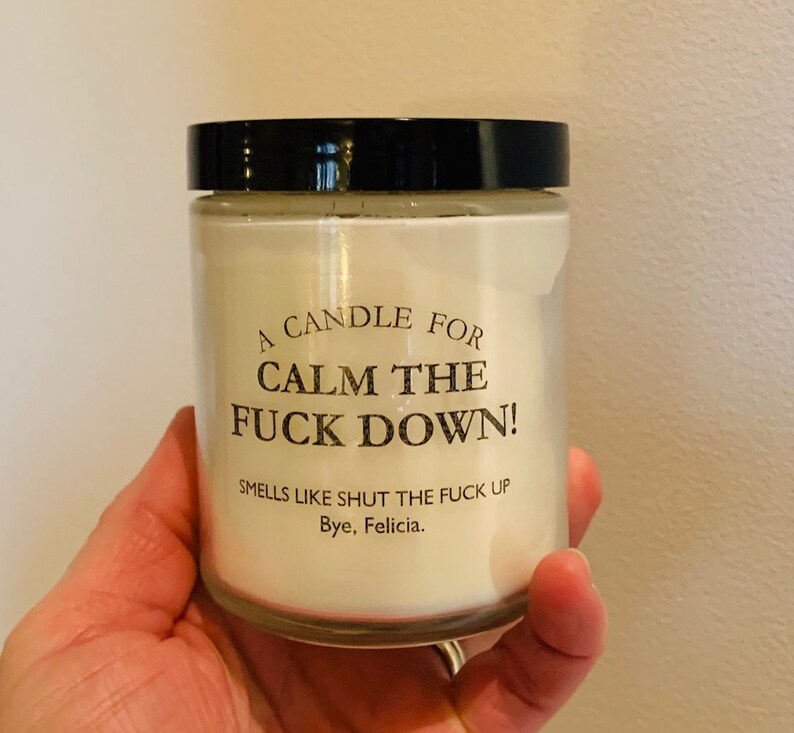 A CANDLE FOR
CALM THE
FUCK DOWN!
SMELLS LIKE SHUT THE FUCK UP
Bye, Felicia.